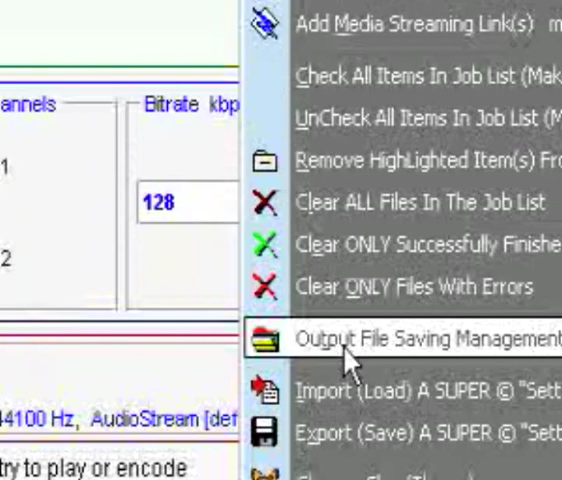 Add Media Streaming Link(s) m
Check All Items In Job List (Mak
annels
Bitrate kbp
UnCheck All Items In Job List (M
1
Remove HighLighted Item(s) Fro
128
Clear ALL Files In The Job List
2
Clear ONLY Successfully Finishe
Clear ONLY Files With Errors
Output File Saving Management
Import (Load) A SUPER © "Sett
44100 Hz, AudioStream [def
Export (Save) A SUPER © "Sett
try to play or encode